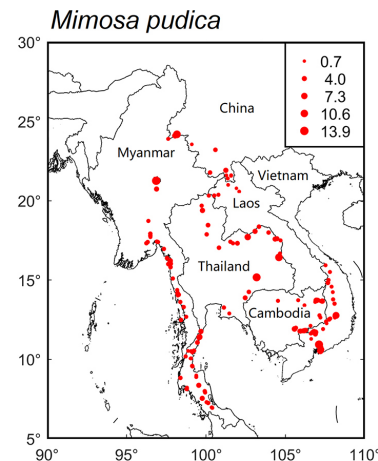 Mimosa pudica
30°
0.7
4.0
7.3
10.6
13.9
China
Myanmar
25°
Vietnam
20°
Laos
Thailand
15°
Cambodia
10°
5°
90° 95° 100° 105° 110°